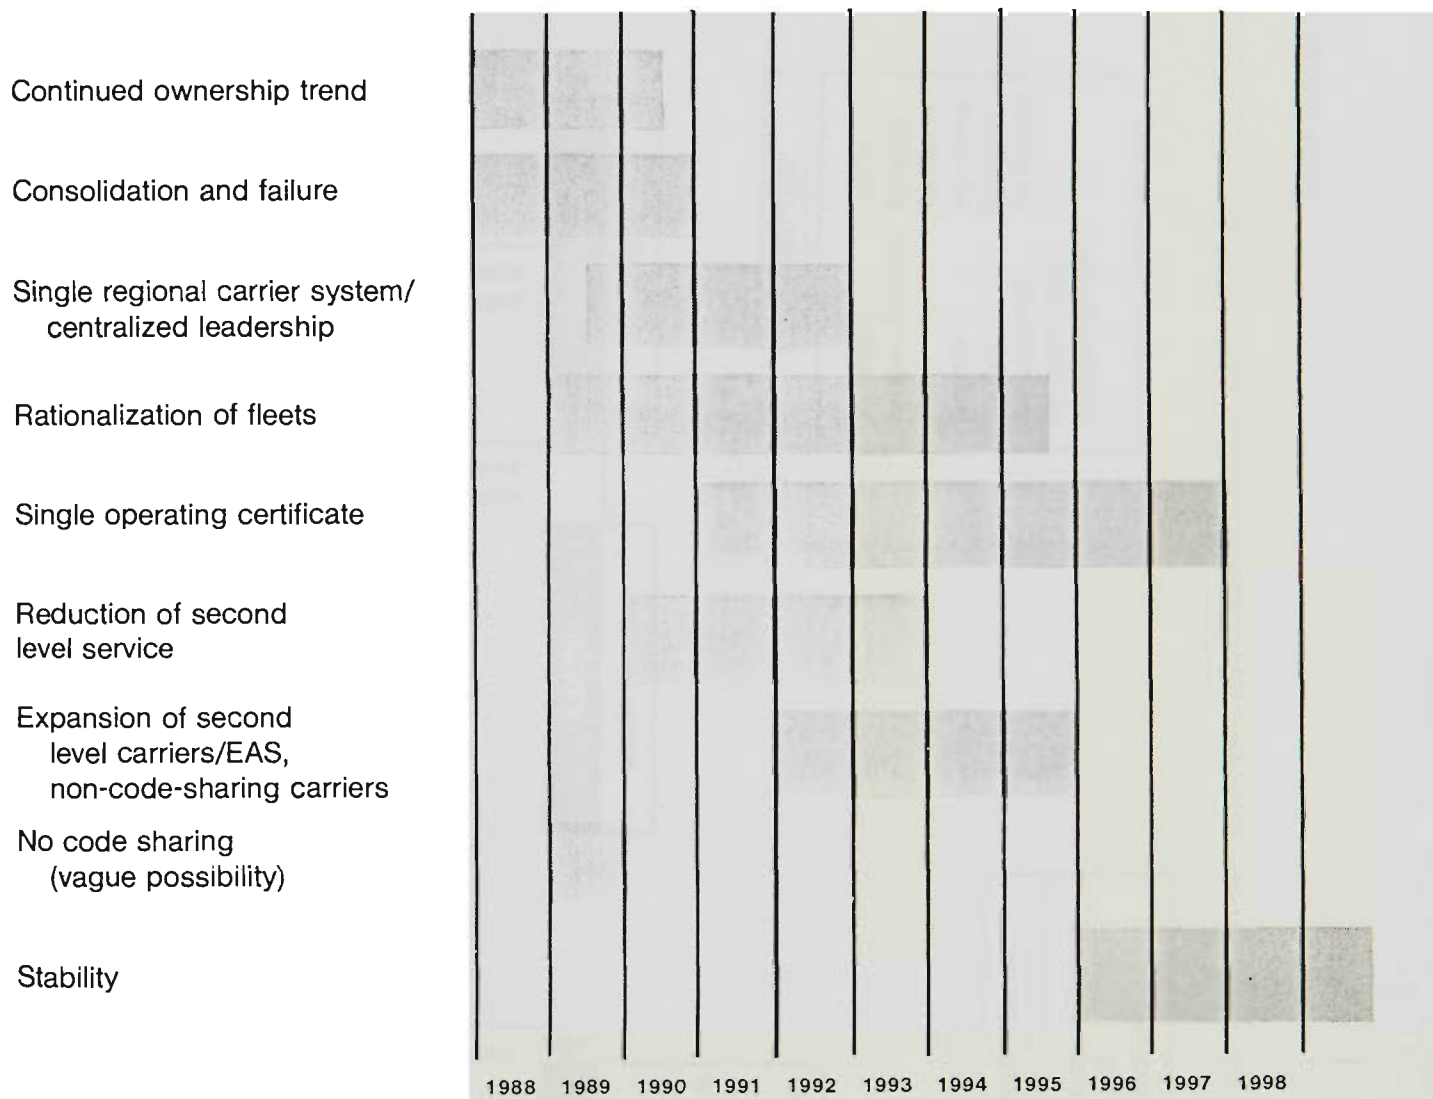 Continued ownership trend
Consolidation and failure
Single regional carrier system/
centralized leadership
Rationalization of fleets
Single operating certificate
Reduction of second
level service
Expansion of second
level carriers/EAS,
non-code-sharing carriers
No code sharing
(vague possibility)
Stability
1988 1989 1990 1991 1992 1993 1994 1995 1996 1997 1998